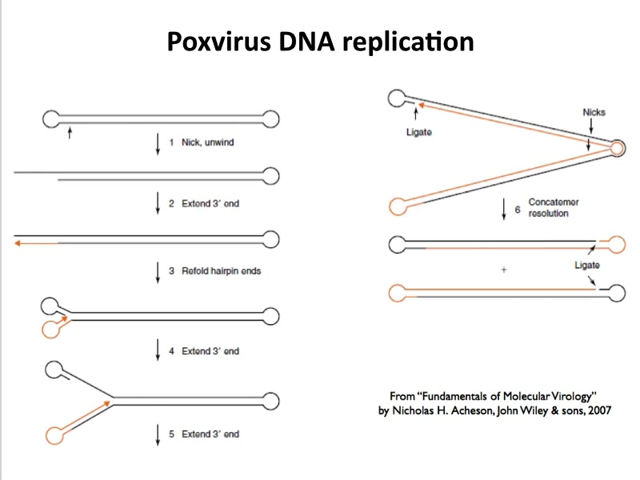 Poxvirus DNA replication
1 Nick, unwind
2 Extend 3' end
3 Refold hairpin ends
4 Extend 3' end
5 Extend 3' end
Ligate
Nicks
6 Concatemer
resolution
Ligate
+
From “Fundamentals of Molecular Virology”
by Nicholas H. Acheson, John Wiley & sons, 2007